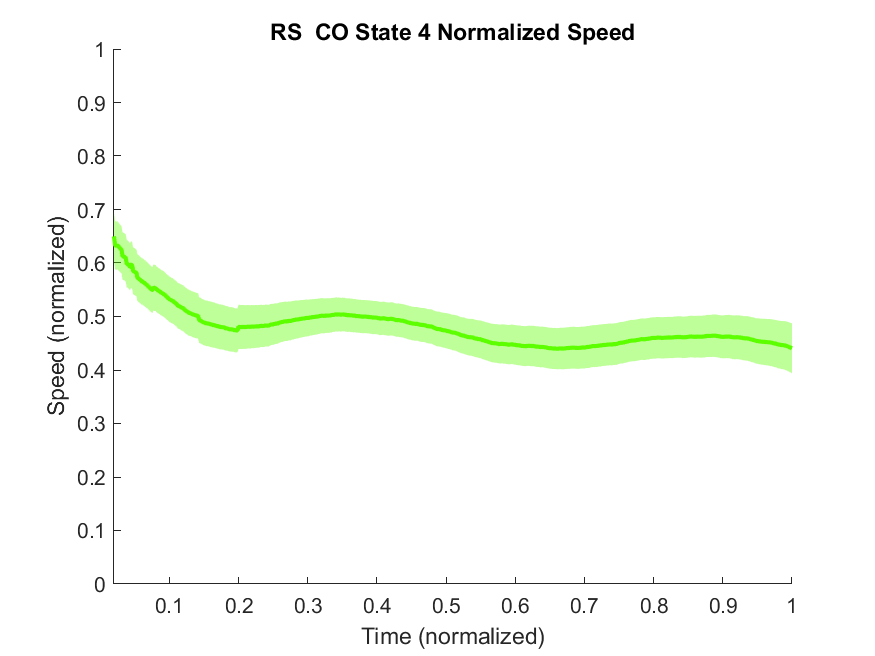 RS  CO State 4 Normalized Speed
1
0.9
0.8
0.7
0.6
0.5
0.4
0.3
0.2
0.1
0
Speed (normalized)
0.1 0.2 0.3 0.4 0.5 0.6 0.7 0.8 0.9 1
Time (normalized)